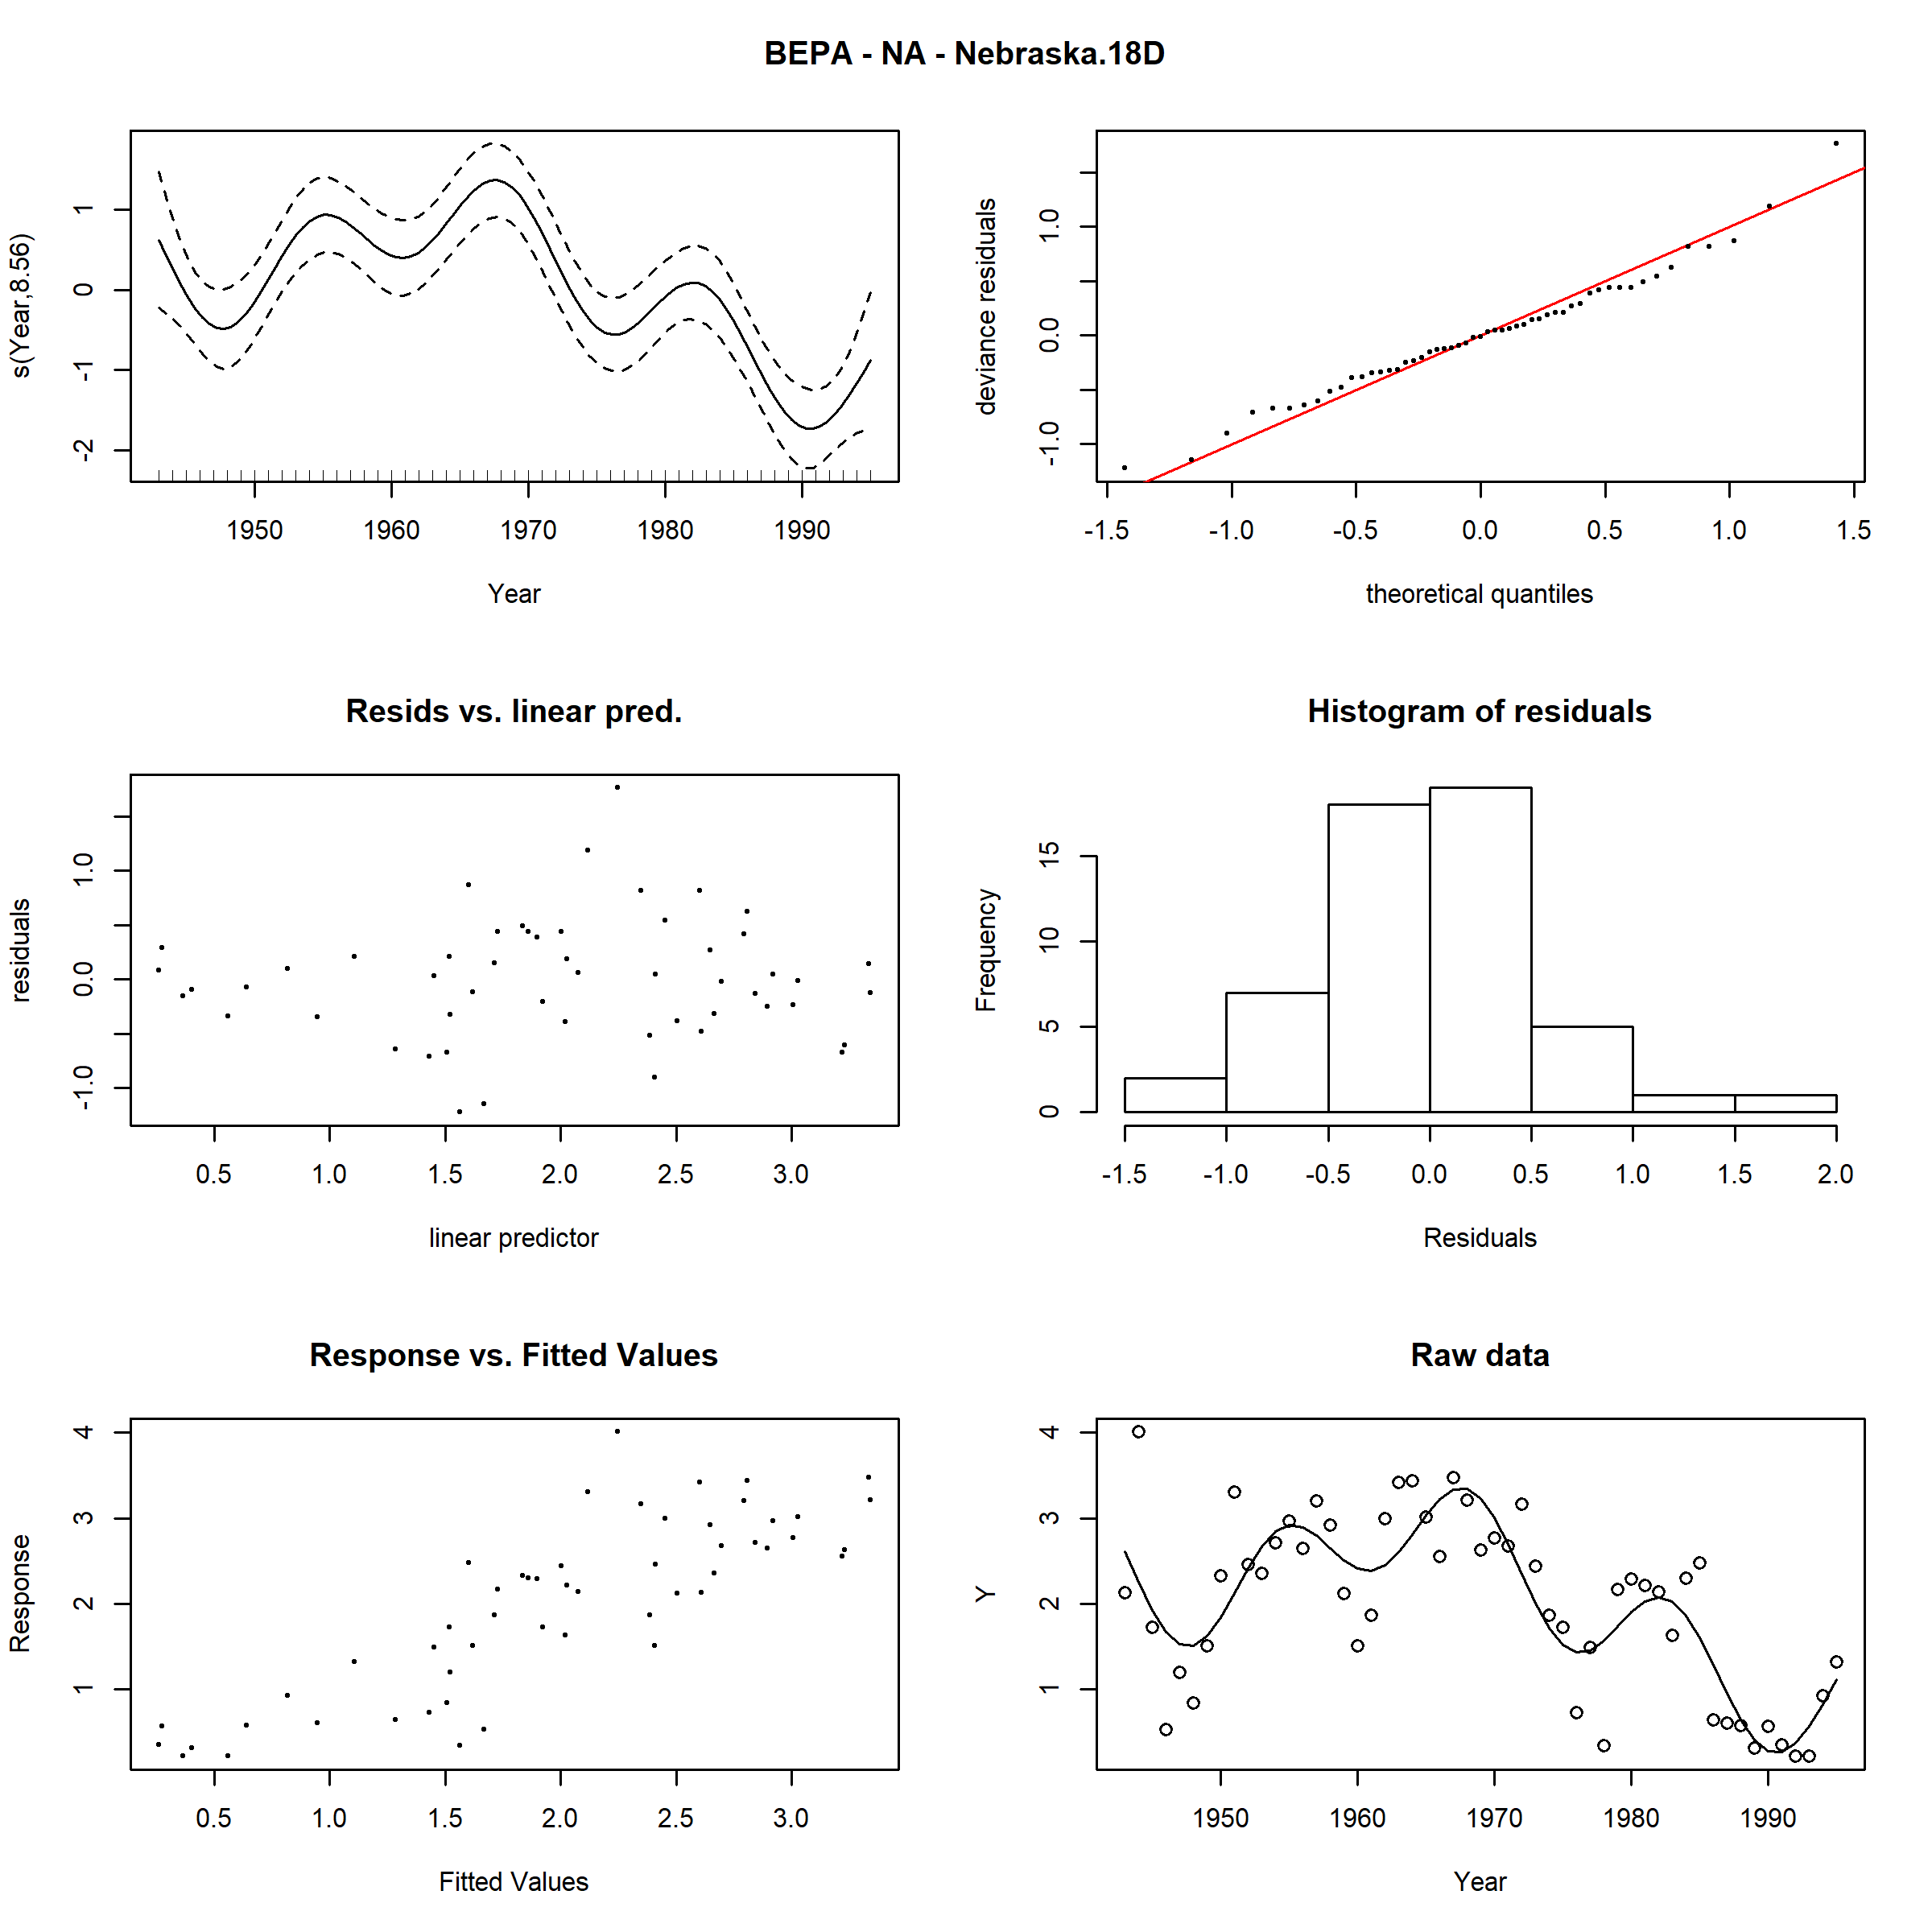 BEPA - NA - Nebraska.18D
s(Year,8.56)
1
0
-1
-2
1950 1960 1970 1980 1990
Year
deviance residuals
1.0
0.0
-1.0
-1.5 -1.0 -0.5 0.0 0.5 1.0 1.5
theoretical quantiles
Resids vs. linear pred.
residuals
1.0
0.0
-1.0
0.5 1.0 1.5 2.0 2.5 3.0
linear predictor
Histogram of residuals
Frequency
15
10
5
0
-1.5 -1.0 -0.5 0.0 0.5 1.0 1.5 2.0
Residuals
Response vs. Fitted Values
Response
4
3
2
1
0.5 1.0 1.5 2.0 2.5 3.0
Fitted Values
Raw data
Y
4
3
2
1
1950 1960 1970 1980 1990
Year